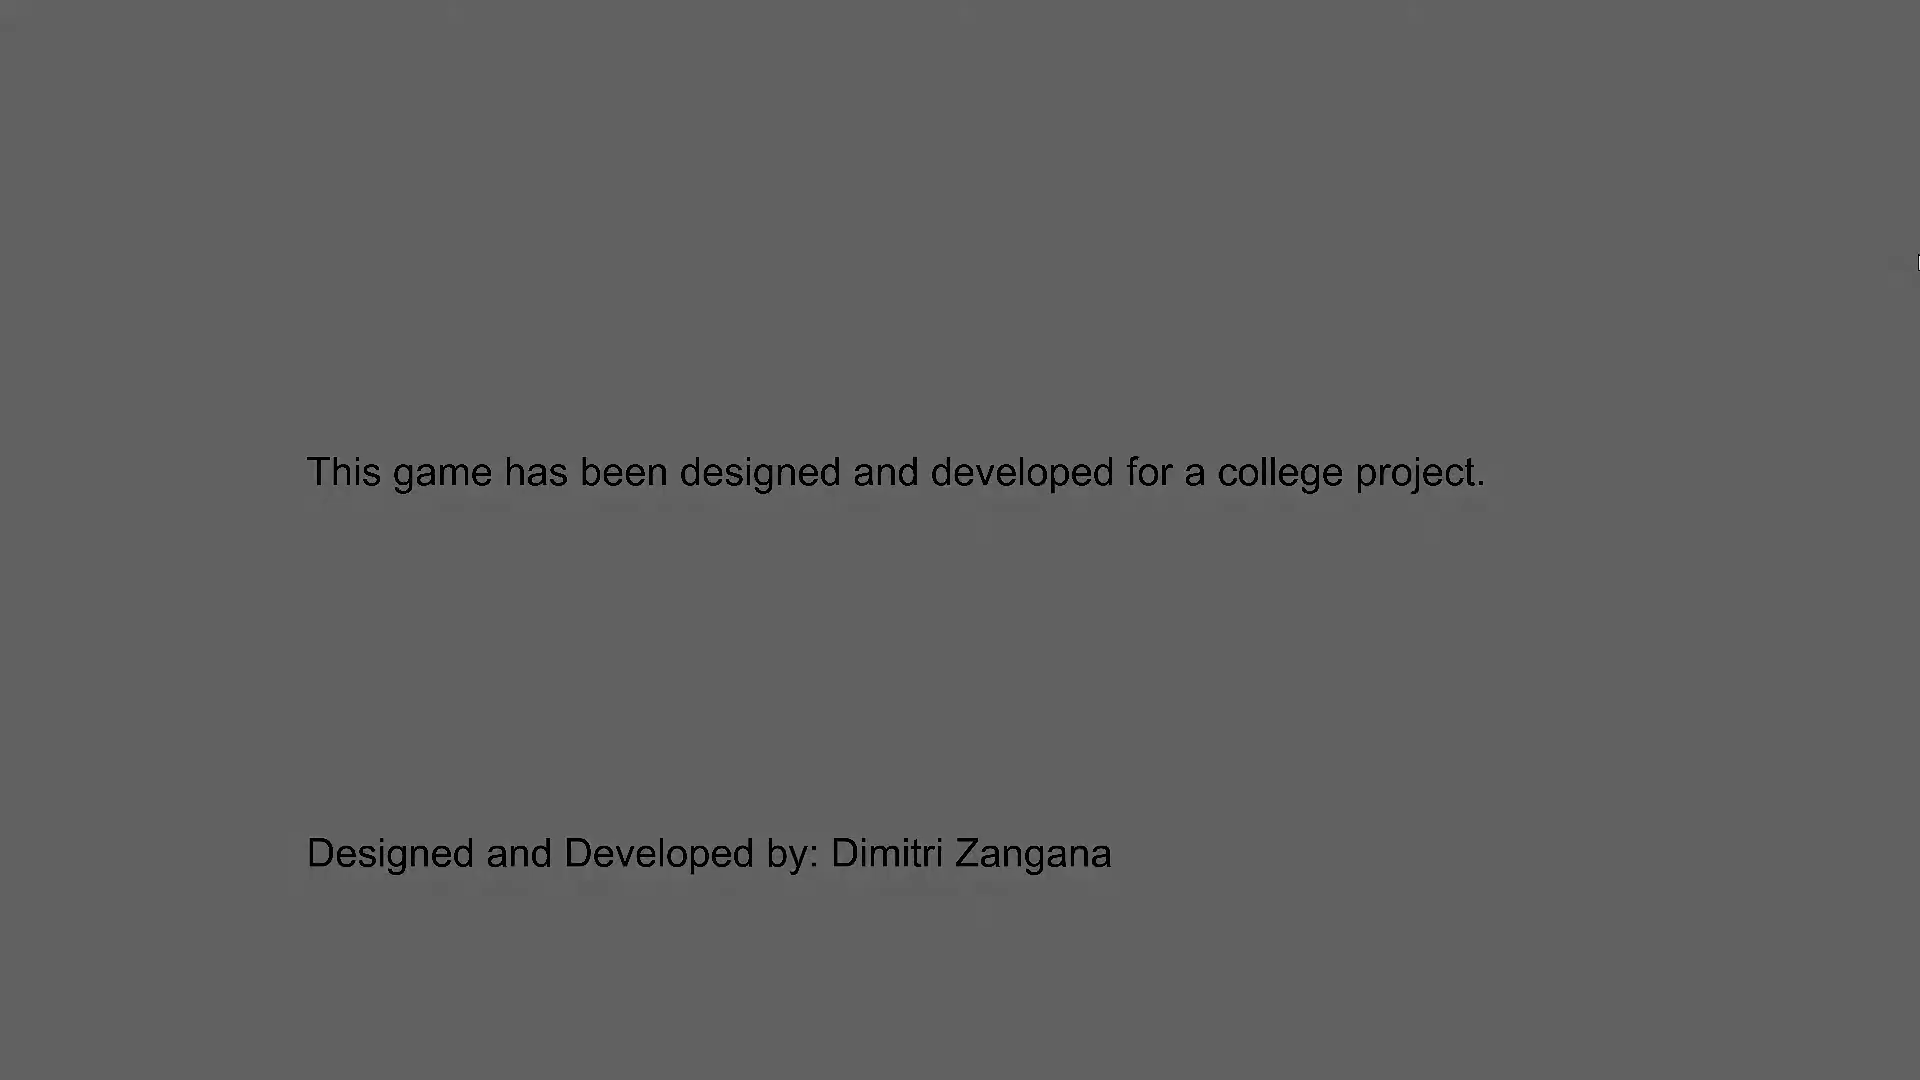 This game has been designed and developed for a college project.
Designed and Developed by: Dimitri Zangana